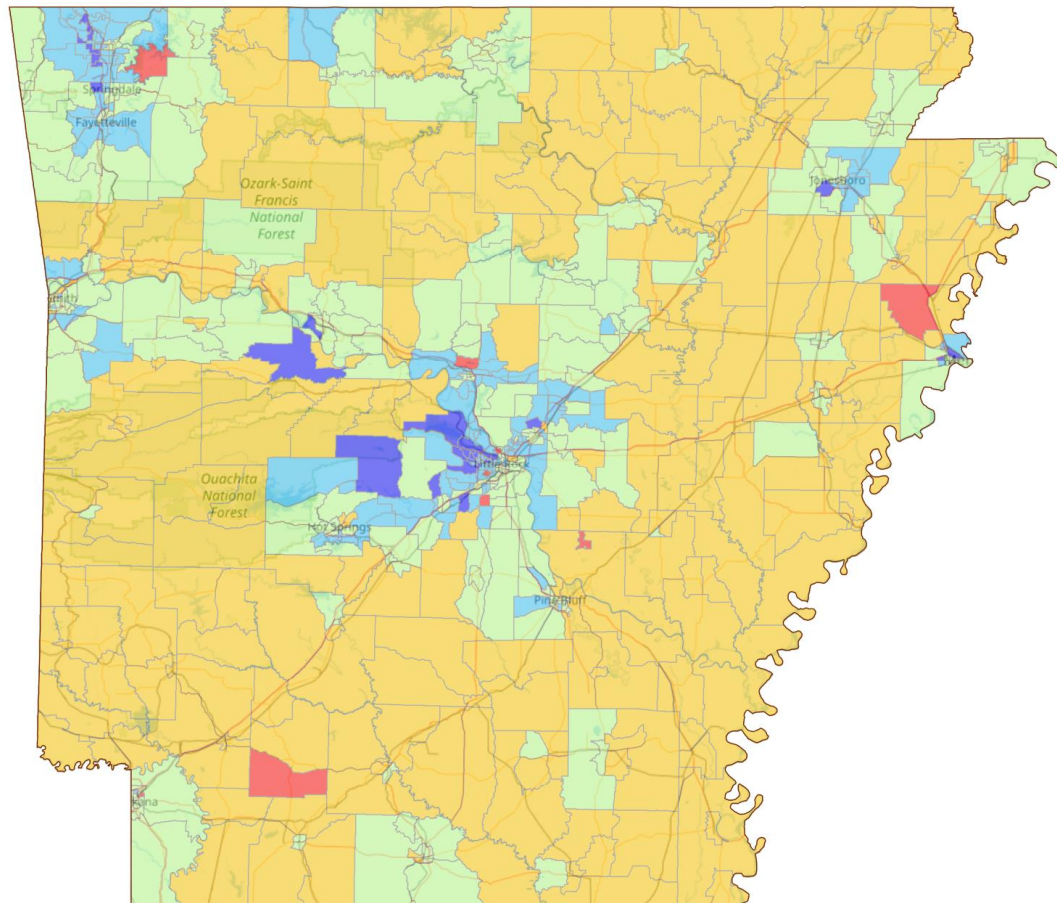 Springdale
Fayetteville
Ozark-Saint
Francis
National
Forest
Jonesboro
Ouachita
National
Forest
Little Rock
Hot Springs
Pine Bluff